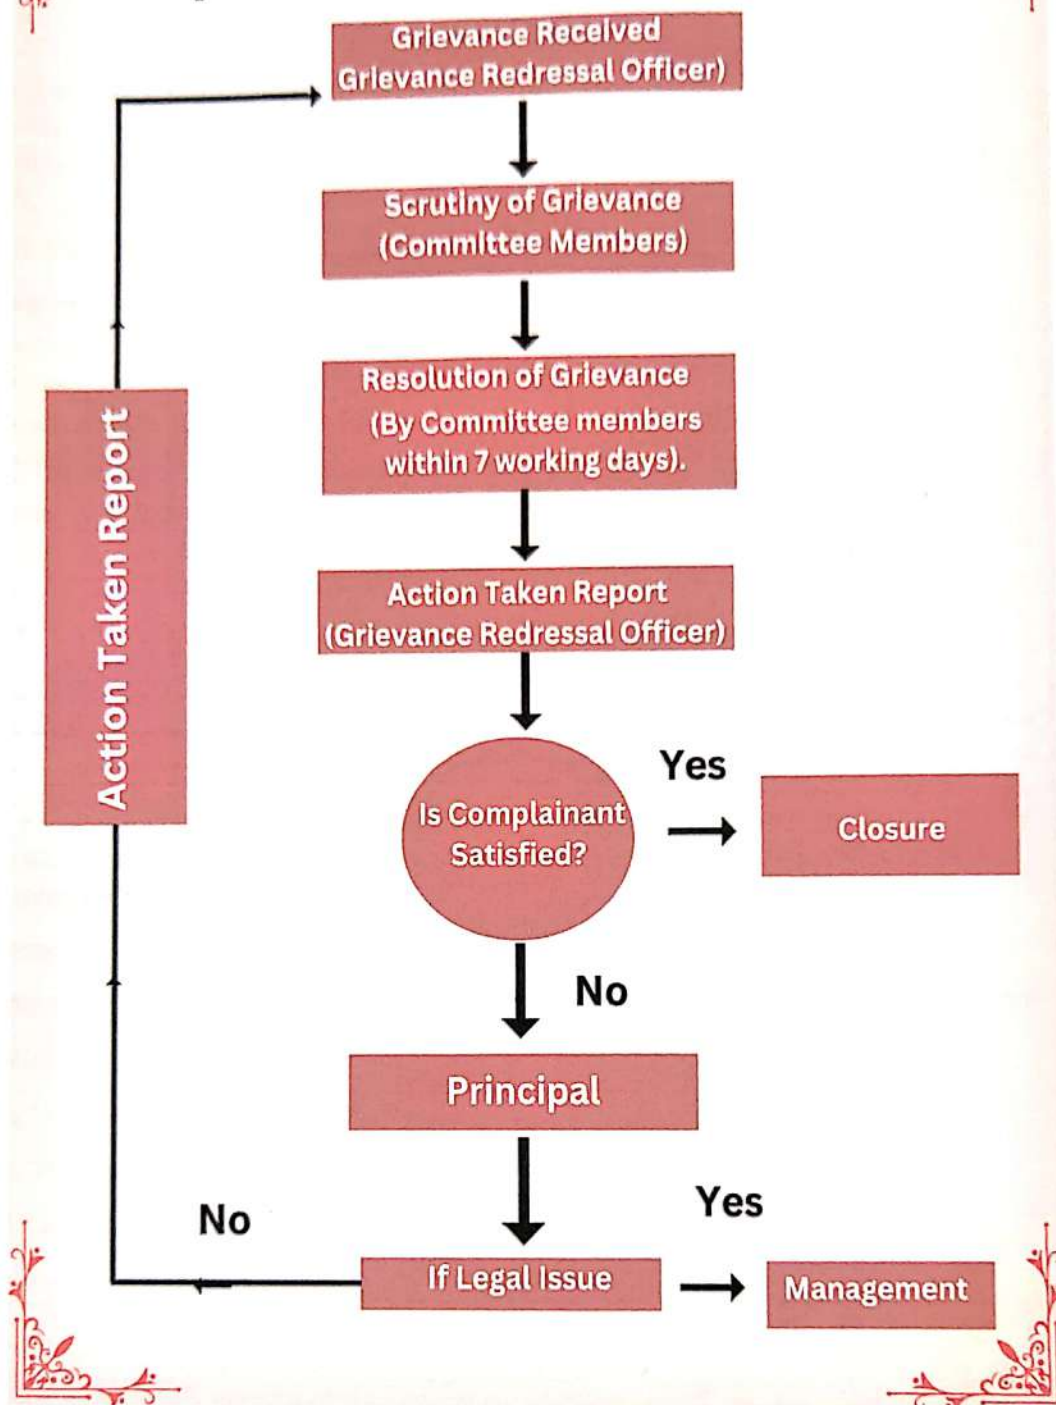 Grievance Received
Grievance Redressal Officer)
Scrutiny of Grievance
(Committee Members)
Resolution of Grievance
(By Committee members
within 7 working days).
Action Taken Report
(Grievance Redressal Officer)
Action Taken Report
Is Complainant
Satisfied?
Yes
Closure
No
Principal
No
Yes
If Legal Issue
Management